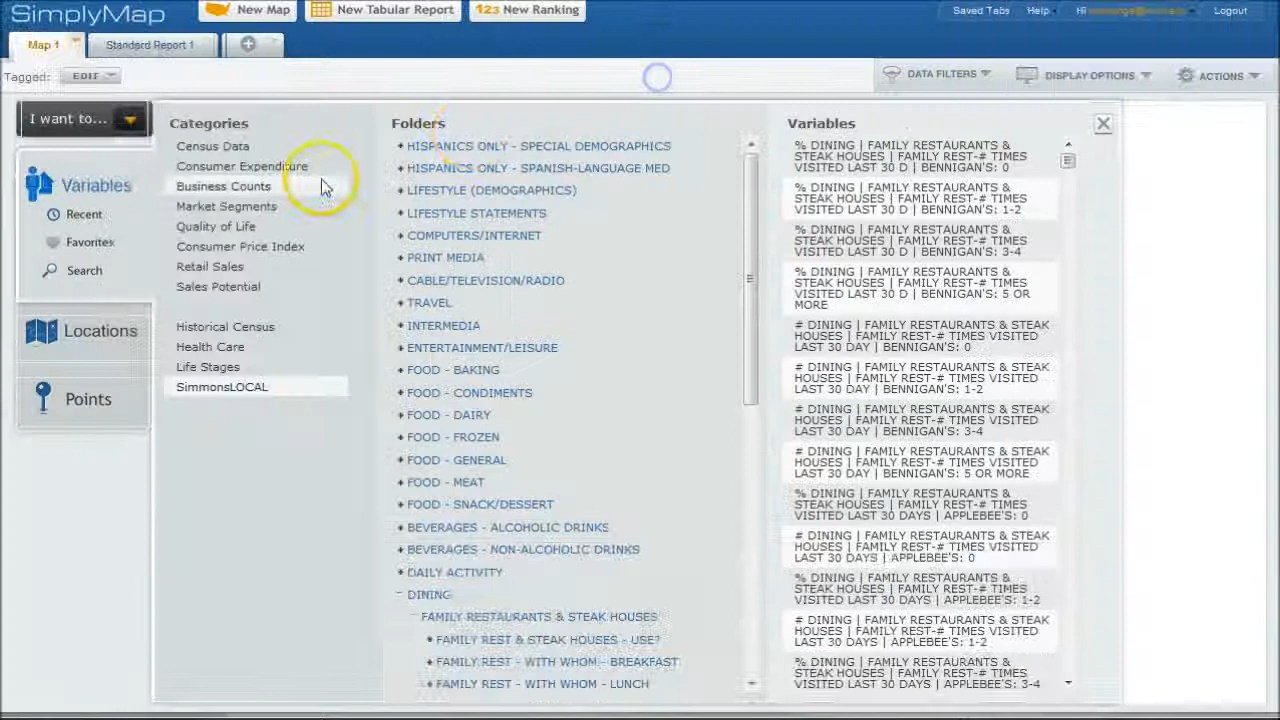 SimplyMap
New Map
New Tabular Report
123 New Ranking
Saved Tabs
Help
Hi
Logout
Map 1
Standard Report 1
Tagged:
EDIT
DATA FILTERS
DISPLAY OPTIONS
ACTIONS
I want to...
Variables
Recent
Favorites
Search
Locations
Points
Categories
Census Data
Consumer Expenditure
Business Counts
Market Segments
Quality of Life
Consumer Price Index
Retail Sales
Sales Potential
Historical Census
Health Care
Life Stages
SimmonsLOCAL
Folders
HISPANICS ONLY - SPECIAL DEMOGRAPHICS
HISPANICS ONLY - SPANISH-LANGUAGE MED
LIFESTYLE (DEMOGRAPHICS)
LIFESTYLE STATEMENTS
COMPUTERS/INTERNET
PRINT MEDIA
CABLE/TELEVISION/RADIO
TRAVEL
INTERMEDIA
ENTERTAINMENT/LEISURE
FOOD - BAKING
FOOD - CONDIMENTS
FOOD - DAIRY
FOOD - FROZEN
FOOD - GENERAL
FOOD - MEAT
FOOD - SNACK/DESSERT
BEVERAGES - ALCOHOLIC DRINKS
BEVERAGES - NON-ALCOHOLIC DRINKS
DAILY ACTIVITY
DINING
FAMILY RESTAURANTS & STEAK HOUSES
FAMILY REST & STEAK HOUSES - USE?
FAMILY REST - WITH WHOM - BREAKFAST
FAMILY REST - WITH WHOM - LUNCH
Variables
% DINING | FAMILY RESTAURANTS &
STEAK HOUSES | FAMILY REST-# TIMES
VISITED LAST 30 D | BENNIGAN'S: 0
% DINING | FAMILY RESTAURANTS &
STEAK HOUSES | FAMILY REST-# TIMES
VISITED LAST 30 D | BENNIGAN'S: 1-2
% DINING | FAMILY RESTAURANTS &
STEAK HOUSES | FAMILY REST-# TIMES
VISITED LAST 30 D | BENNIGAN'S: 3-4
% DINING | FAMILY RESTAURANTS &
STEAK HOUSES | FAMILY REST-# TIMES
VISITED LAST 30 D | BENNIGAN'S: 5 OR
MORE
# DINING | FAMILY RESTAURANTS & STEAK
HOUSES | FAMILY REST-# TIMES VISITED
LAST 30 DAY | BENNIGAN'S: 0
# DINING | FAMILY RESTAURANTS & STEAK
HOUSES | FAMILY REST-# TIMES VISITED
LAST 30 DAY | BENNIGAN'S: 1-2
# DINING | FAMILY RESTAURANTS & STEAK
HOUSES | FAMILY REST-# TIMES VISITED
LAST 30 DAY | BENNIGAN'S: 3-4
# DINING | FAMILY RESTAURANTS & STEAK
HOUSES | FAMILY REST-# TIMES VISITED
LAST 30 DAY | BENNIGAN'S: 5 OR MORE
% DINING | FAMILY RESTAURANTS &
STEAK HOUSES | FAMILY REST-# TIMES
VISITED LAST 30 DAYS | APPLEBEE'S: 0
# DINING | FAMILY RESTAURANTS & STEAK
HOUSES | FAMILY REST-# TIMES VISITED
LAST 30 DAYS | APPLEBEE'S: 0
% DINING | FAMILY RESTAURANTS &
STEAK HOUSES | FAMILY REST-# TIMES
VISITED LAST 30 DAYS | APPLEBEE'S: 1-2
# DINING | FAMILY RESTAURANTS & STEAK
HOUSES | FAMILY REST-# TIMES VISITED
LAST 30 DAYS | APPLEBEE'S: 1-2
% DINING | FAMILY RESTAURANTS &
STEAK HOUSES | FAMILY REST-# TIMES
VISITED LAST 30 DAYS | APPLEBEE'S: 3-4